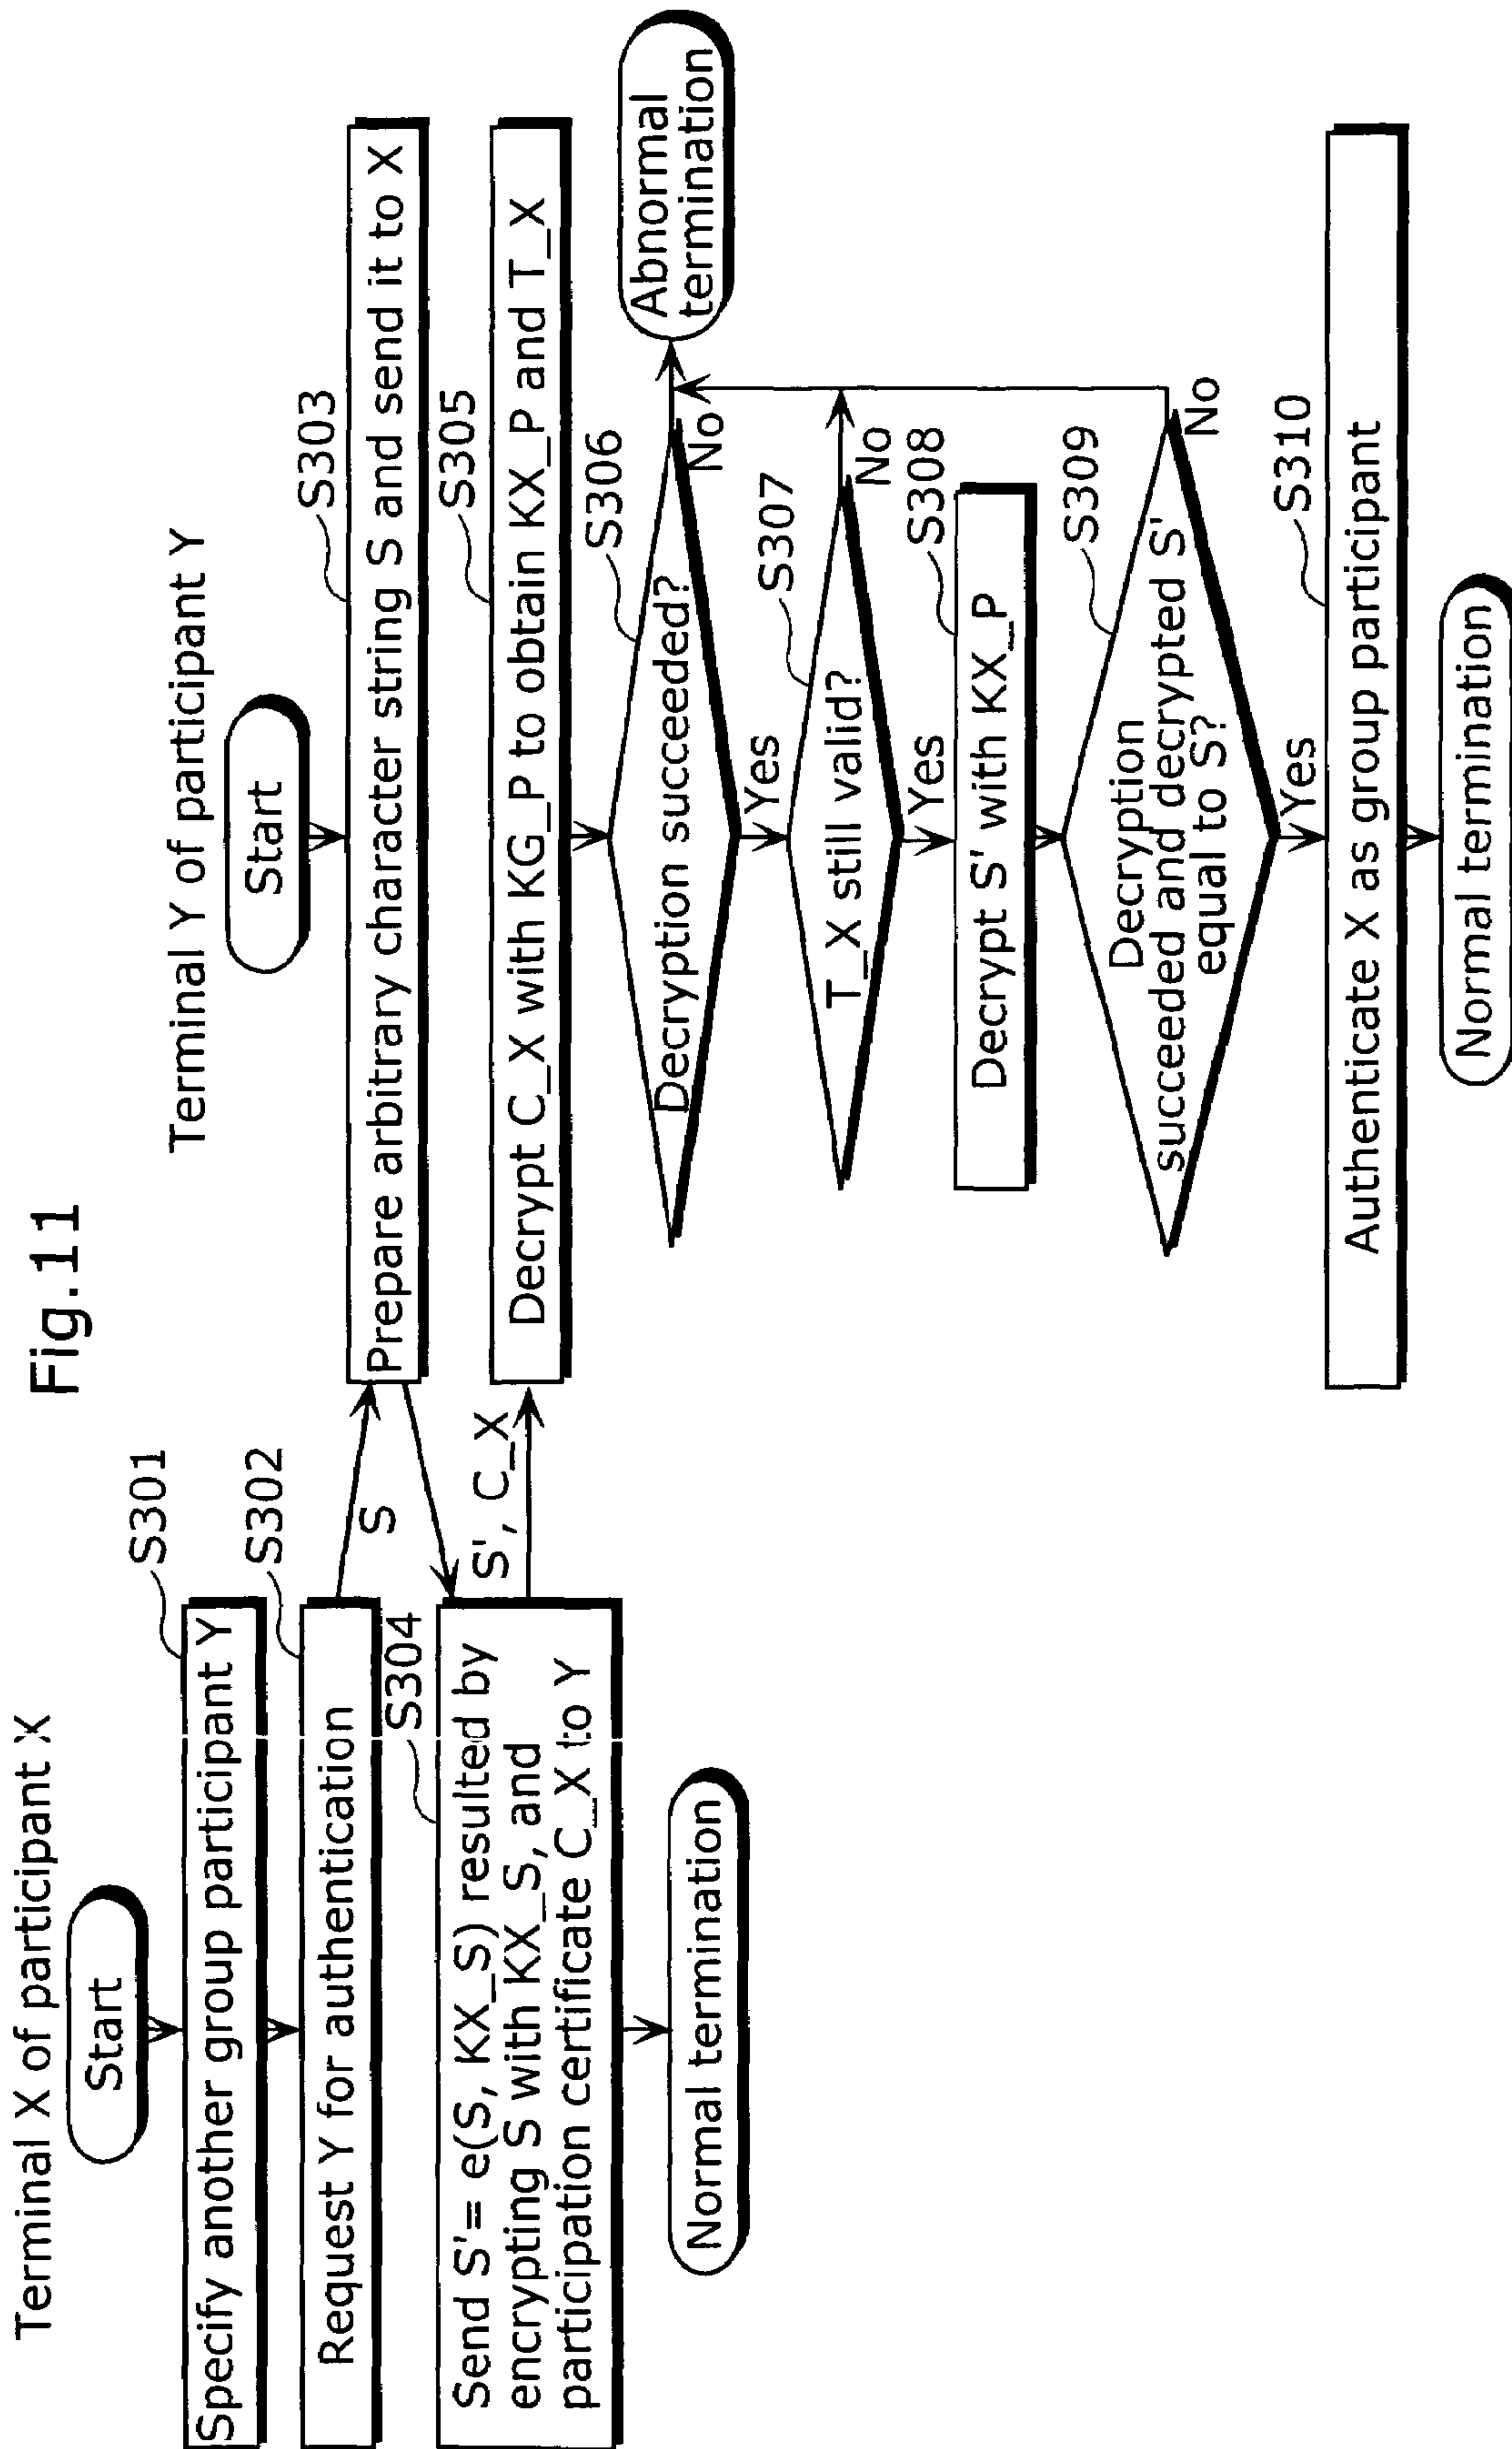 Fig.11
Terminal X of participant X
Start
S301
Specify another group participant Y
S302
Request Y for authentication
S304
Send S'= e(S, KX_S) resulted by
encrypting S with KX_S, and
participation certificate C_X to Y
Normal termination
S
S', C_X
Terminal Y of participant Y
Start
S303
Prepare arbitrary character string S and send it to X
S305
Decrypt C_X with KG_P to obtain KX_P and T_X
S306
Decryption succeeded?
No
Abnormal
termination
Yes
S307
T_X still valid?
No
Yes
S308
Decrypt S' with KX_P
S309
Decryption
succeeded and decrypted S'
equal to S?
No
Yes
S310
Authenticate X as group participant
Normal termination